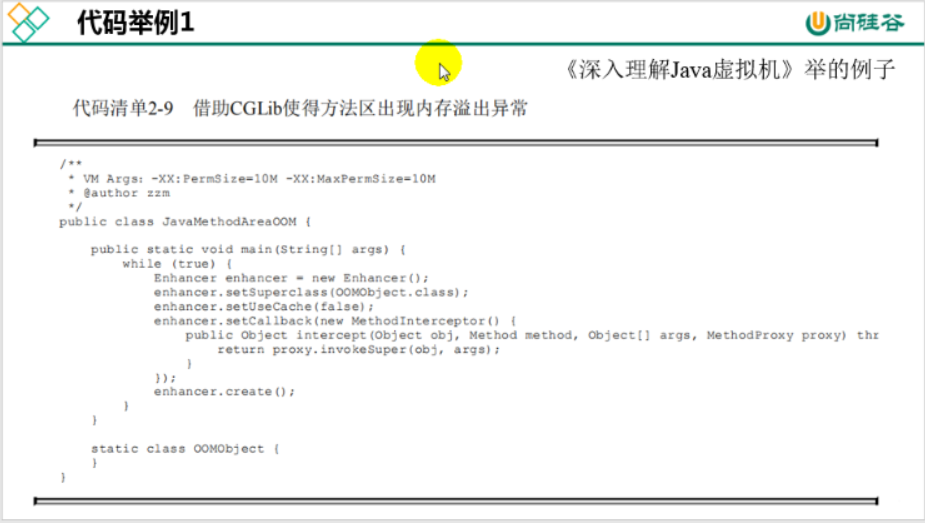 代码举例1
尚硅谷
《深入理解Java虚拟机》举的例子
代码清单2-9 借助CGLib使得方法区出现内存溢出异常
/**
 * VM Args: -XX:PermSize=10M -XX:MaxPermSize=10M
 * @author zzm
 */
public class JavaMethodAreaOOM {
    public static void main(String[] args) {
        while (true) {
            Enhancer enhancer = new Enhancer();
            enhancer.setSuperclass(OOMObject.class);
            enhancer.setUseCache(false);
            enhancer.setCallback(new MethodInterceptor() {
                public Object intercept(Object obj, Method method, Object[] args, MethodProxy proxy) thr
                    return proxy.invokeSuper(obj, args);
                }
            });
            enhancer.create();
        }
    }
    static class OOMObject {
    }
}